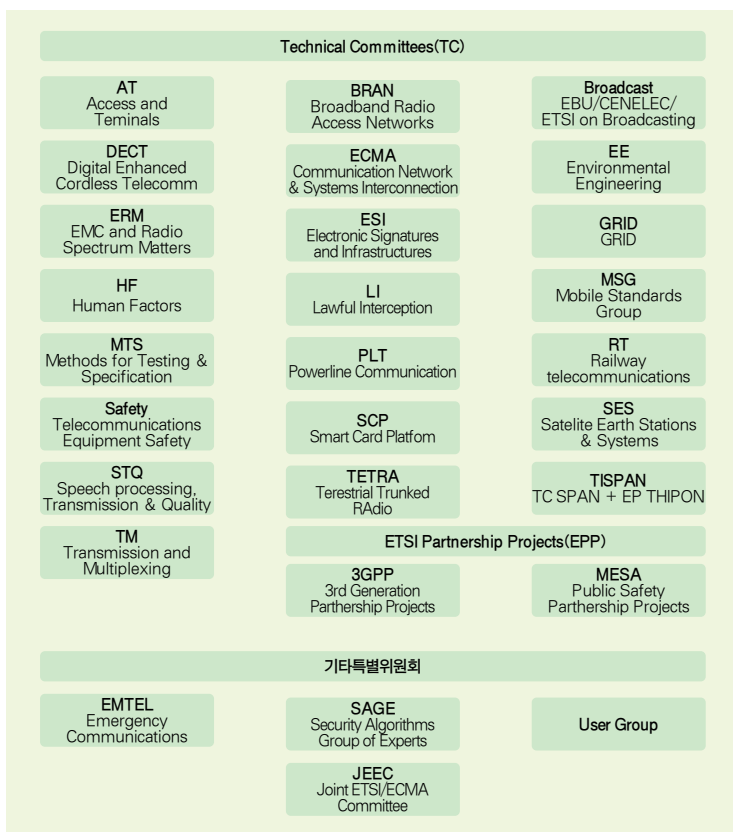 Technical Committees(TC)
AT
Access and
Teminals
BRAN
Broadband Radio
Access Networks
Broadcast
EBU/CENELEC/
ETSI on Broadcasting
DECT
Digital Enhanced
Cordless Telecomm
ECMA
Communication Network
& Systems Interconnection
EE
Environmental
Engineering
ERM
EMC and Radio
Spectrum Matters
ESI
Electronic Signatures
and Infrastructures
GRID
GRID
HF
Human Factors
LI
Lawful Interception
MSG
Mobile Standards
Group
MTS
Methods for Testing &
Specification
PLT
Powerline Communication
RT
Railway
telecommunications
Safety
Telecommunications
Equipment Safety
SCP
Smart Card Platfom
SES
Satelite Earth Stations
& Systems
STQ
Speech processing,
Transmission & Quality
TETRA
Terestrial Trunked
RAdio
TISPAN
TC SPAN + EP THIPON
TM
Transmission and
Multiplexing
ETSI Partnership Projects(EPP)
3GPP
3rd Generation
Parthership Projects
MESA
Public Safety
Parthership Projects
기타특별위원회
EMTEL
Emergency
Communications
SAGE
Security Algorithms
Group of Experts
User Group
JEEC
Joint ETSI/ECMA
Committee